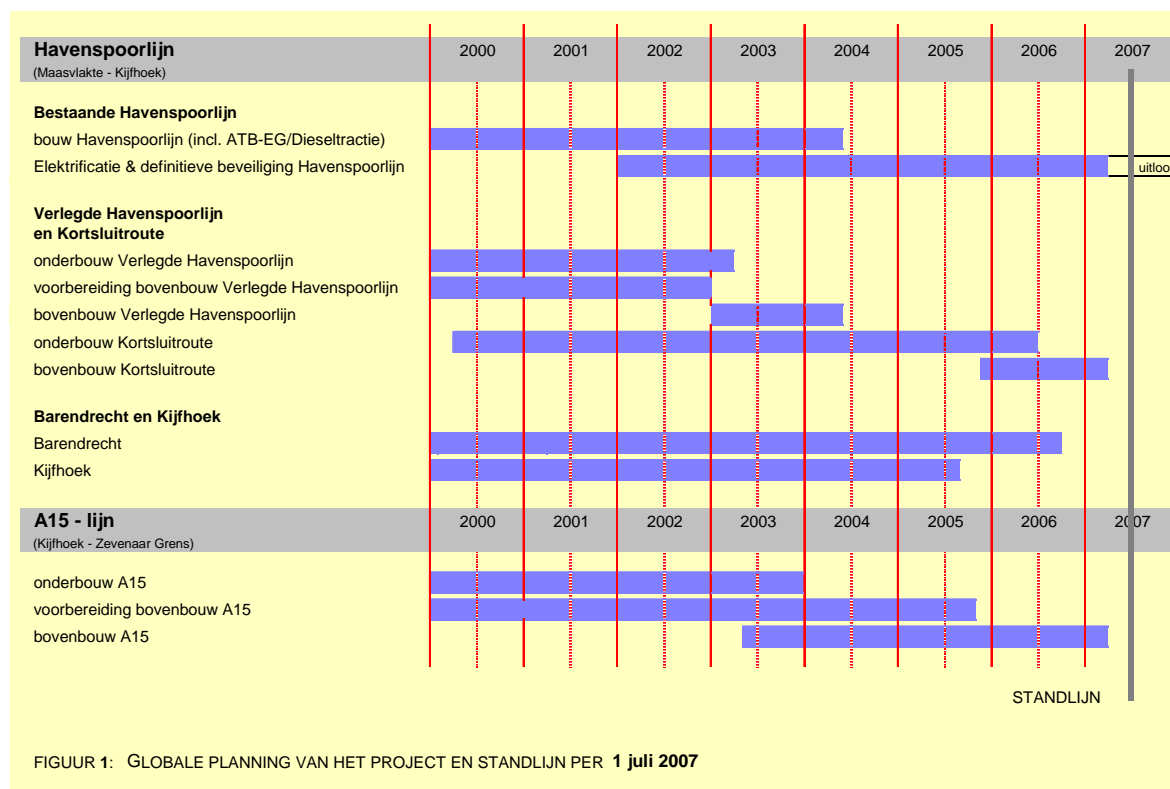 Havenspoorlijn 2000 2001 2002 2003 2004 2005 2006 2007
(Maasvlakte - Kijfhoek)
Bestaande Havenspoorlijn
bouw Havenspoorlijn (incl. ATB-EG/Dieseltractie)
Elektrificatie & definitieve beveiliging Havenspoorlijn uitloo
Verlegde Havenspoorlijn
en Kortsluitroute
onderbouw Verlegde Havenspoorlijn
voorbereiding bovenbouw Verlegde Havenspoorlijn
bovenbouw Verlegde Havenspoorlijn
onderbouw Kortsluitroute
bovenbouw Kortsluitroute
Barendrecht en Kijfhoek
Barendrecht
Kijfhoek
A15 - lijn 2000 2001 2002 2003 2004 2005 2006 2007
(Kijfhoek - Zevenaar Grens)
onderbouw A15
voorbereiding bovenbouw A15
bovenbouw A15
STANDLIJN
FIGUUR 1: GLOBALE PLANNING VAN HET PROJECT EN STANDLIJN PER 1 juli 2007